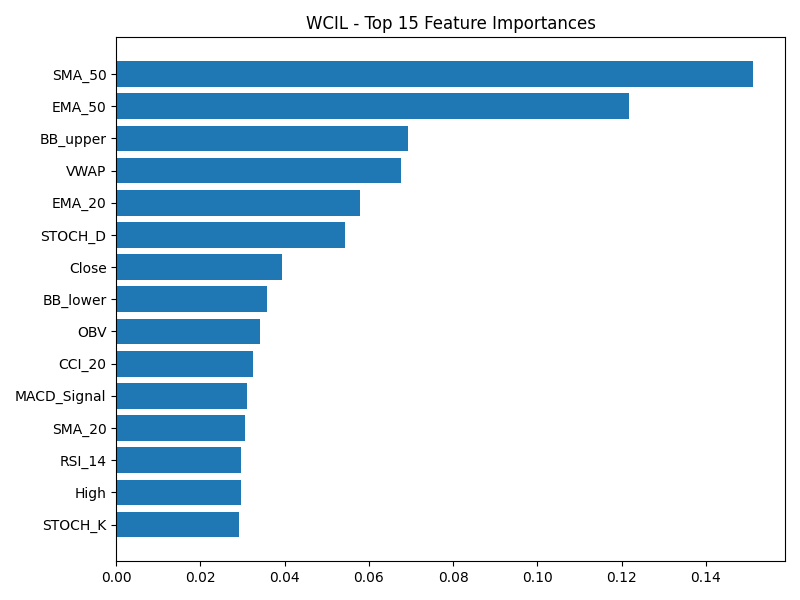 WCIL - Top 15 Feature Importances
SMA_50
EMA_50
BB_upper
VWAP
EMA_20
STOCH_D
Close
BB_lower
OBV
CCI_20
MACD_Signal
SMA_20
RSI_14
High
STOCH_K
0.00 0.02 0.04 0.06 0.08 0.10 0.12 0.14